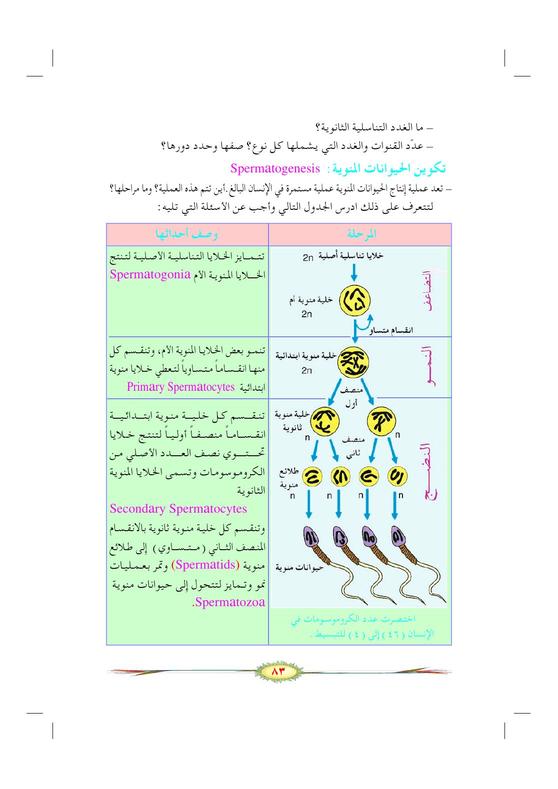 – ما الغدد التناسلية الثانوية؟
– عدّد القنوات والغدد التي يشملها كل نوع؟ صفها وحدد دورها؟
تكوين الحيوانات المنوية: Spermatogenesis
– تعد عملية إنتاج الحيوانات المنوية عملية مستمرة في الإنسان البالغ. أين تتم هذه العملية؟ وما مراحلها؟
لتتعرف على ذلك ادرس الجدول التالي وأجب عن الأسئلة التي تليه:
المرحلة
وصف أحداثها
التضاعف
خلايا تناسلية أصلية 2n
خلية منوية أم
2n
انقسام متساو
تتمايز الخلايا التناسلية الأصلية لتنتج
الخلايا المنوية الأم Spermatogonia
النمو
خلية منوية ابتدائية
2n
منصف
أول
تنمو بعض الخلايا المنوية الأم، وتنقسم كل
منها انقساماً متساوياً لتعطي خلايا منوية
ابتدائية Primary Spermatocytes
النضج
خلية منوية
ثانوية
n
n
منصف
ثاني
طلائع
منوية
n
n
n
n
حيوانات منوية
تنقسم كل خلية منوية ابتدائية
انقساماً منصفاً أولياً لتنتج خلايا
تحتوي نصف العدد الأصلي من
الكروموسومات وتسمى الخلايا المنوية
الثانوية
Secondary Spermatocytes
وتنقسم كل خلية منوية ثانوية بالانقسام
المنصف الثاني (متساوي) إلى طلائع
منوية (Spermatids) وتمر بعمليات
نمو وتمايز لتتحول إلى حيوانات منوية
Spermatozoa.
اختصرت عدد الكروموسومات في
الإنسان (٤٦) إلى (٤) للتبسيط.
٨٣